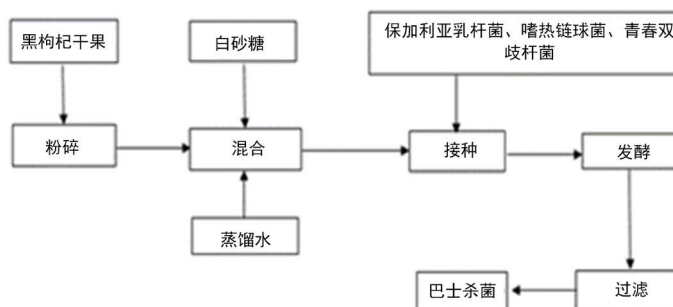 黑枸杞干果
白砂糖
保加利亚乳杆菌、嗜热链球菌、青春双
歧杆菌
粉碎
混合
接种
发酵
蒸馏水
巴士杀菌
过滤